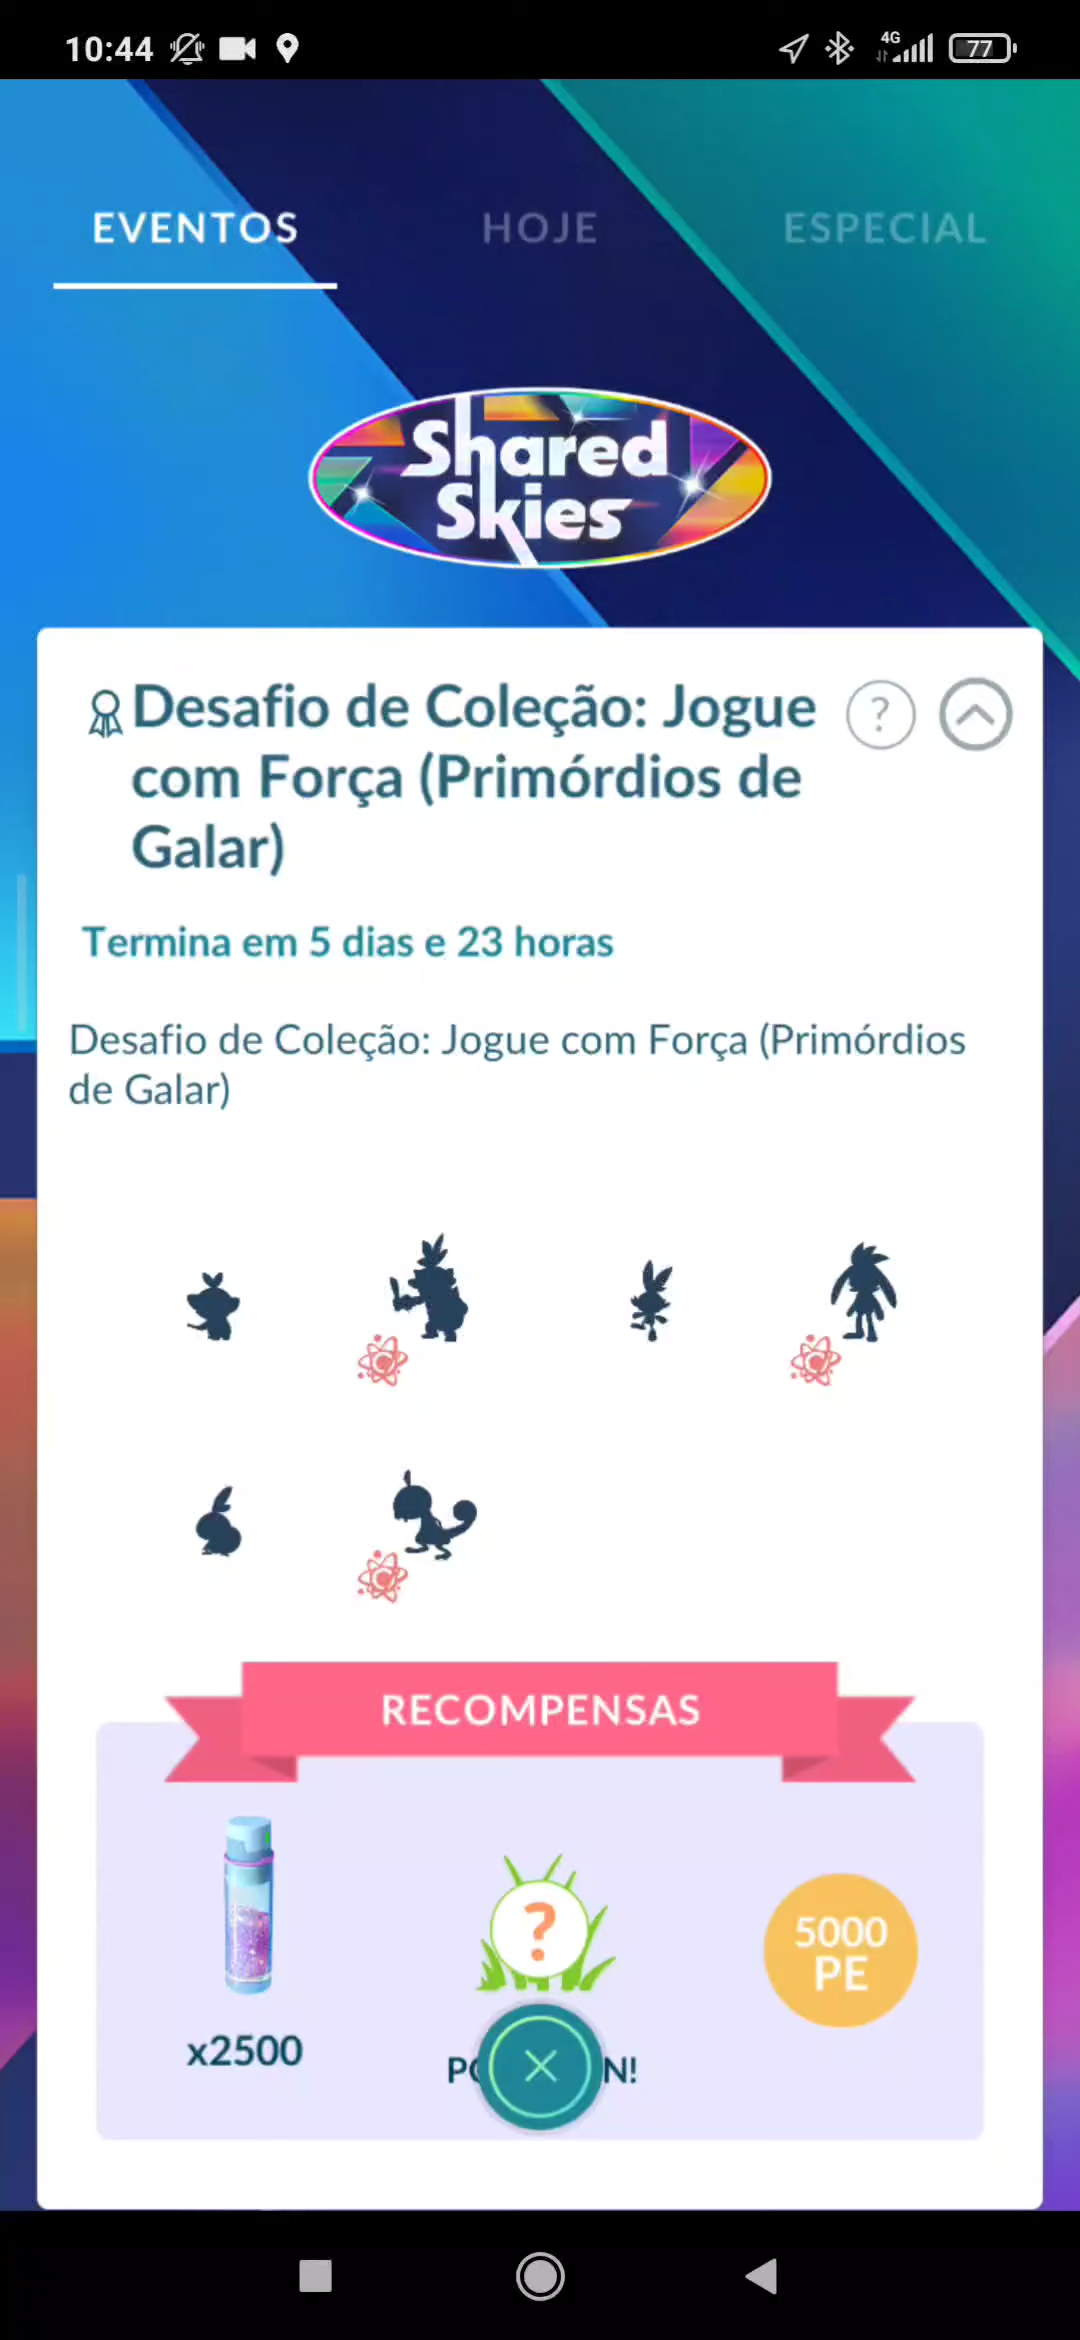 10:44
4G
77
EVENTOS
HOJE
ESPECIAL
Shared
Skies
Desafio de Coleção: Jogue
com Força (Primórdios de
Galar)
?
Termina em 5 dias e 23 horas
Desafio de Coleção: Jogue com Força (Primórdios
de Galar)
RECOMPENSAS
?
5000
PE
x2500